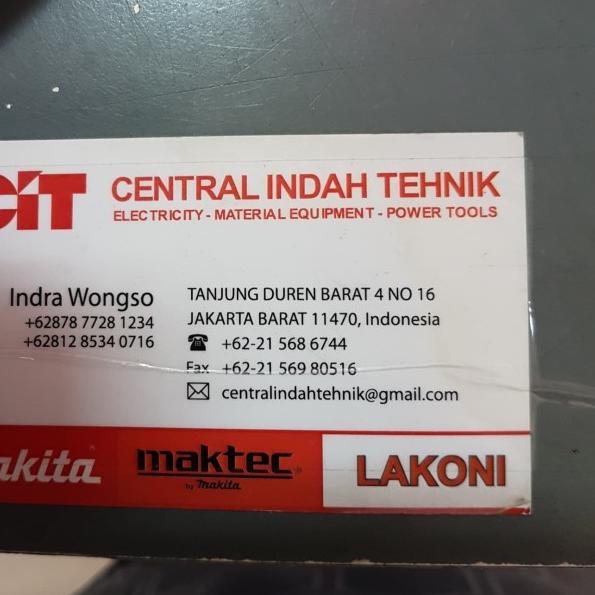 CiT
CENTRAL INDAH TEHNIK
ELECTRICITY - MATERIAL EQUIPMENT - POWER TOOLS
Indra Wongso
+62878 7728 1234
+62812 8534 0716
TANJUNG DUREN BARAT 4 NO 16
JAKARTA BARAT 11470, Indonesia
☎ +62-21 568 6744
Fax +62-21 569 80516
✉ centralindahtehnik@gmail.com
akita
maktec®
by makita
LAKONI